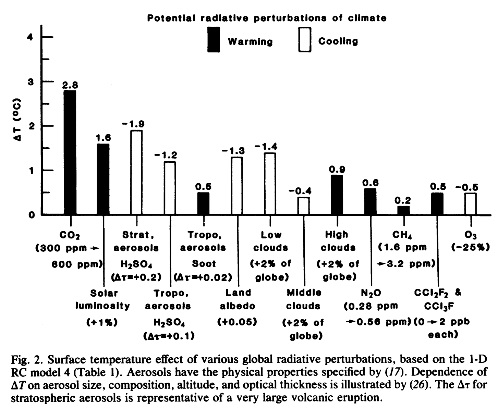 Potential radiative perturbations of climate
Warming
Cooling
ΔT (°C)
4
3
2
1
0
2.8
1.6
-1.9
-1.2
0.5
-1.3
-1.4
-0.4
0.9
0.6
0.2
0.5
-0.5
CO₂
(300 ppm →
600 ppm)
Solar
luminosity
(+1%)
Strat,
aerosols
H₂SO₄
(Δτ=+0.2)
Tropo,
aerosols
H₂SO₄
(Δτ=+0.1)
Tropo,
aerosols
Soot
(Δτ=+0.02)
Land
albedo
(+0.05)
Low
clouds
(+2% of
globe)
Middle
clouds
(+2% of
globe)
High
clouds
(+2% of
globe)
N₂O
(0.28 ppm
→0.56 ppm)
CH₄
(1.6 ppm
→3.2 ppm)
CCl₂F₂ &
CCl₃F
(0→2 ppb
each)
O₃
(-25%)
Fig. 2. Surface temperature effect of various global radiative perturbations, based on the 1-D
RC model 4 (Table 1). Aerosols have the physical properties specified by (17). Dependence of
ΔT on aerosol size, composition, altitude, and optical thickness is illustrated by (26). The Δτ for
stratospheric aerosols is representative of a very large volcanic eruption.